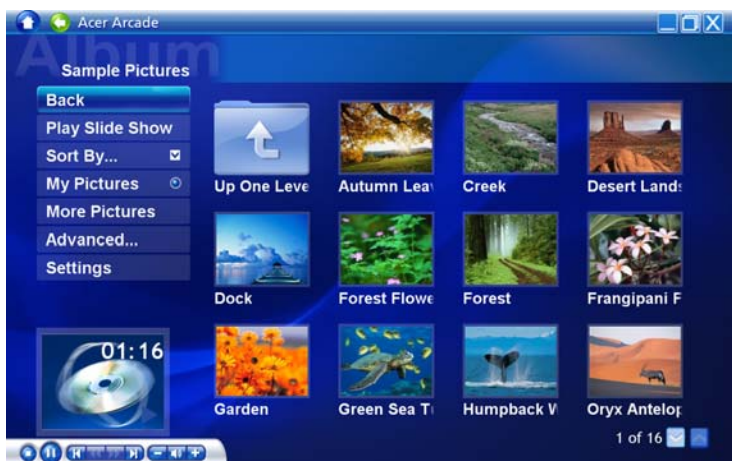 Acer Arcade
Album
Sample Pictures
Back
Play Slide Show
Sort By...
My Pictures
More Pictures
Advanced...
Settings
Up One Leve
Autumn Lea
Creek
Desert Lands
Dock
Forest Flowe
Forest
Frangipani F
Garden
Green Sea T
Humpback W
Oryx Antelop
01:16
1 of 16